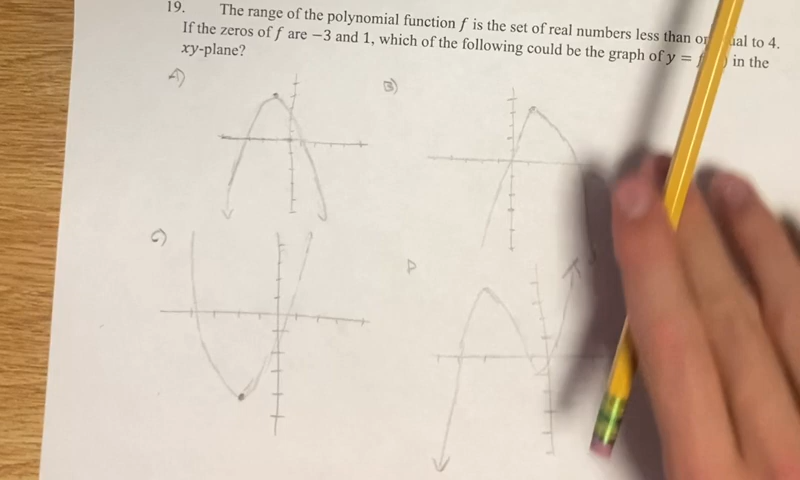 19. The range of the polynomial function f is the set of real numbers less than or to 4.
If the zeros of f are −3 and 1, which of the following could be the graph of y = in the
xy-plane?
A) B)
C) D